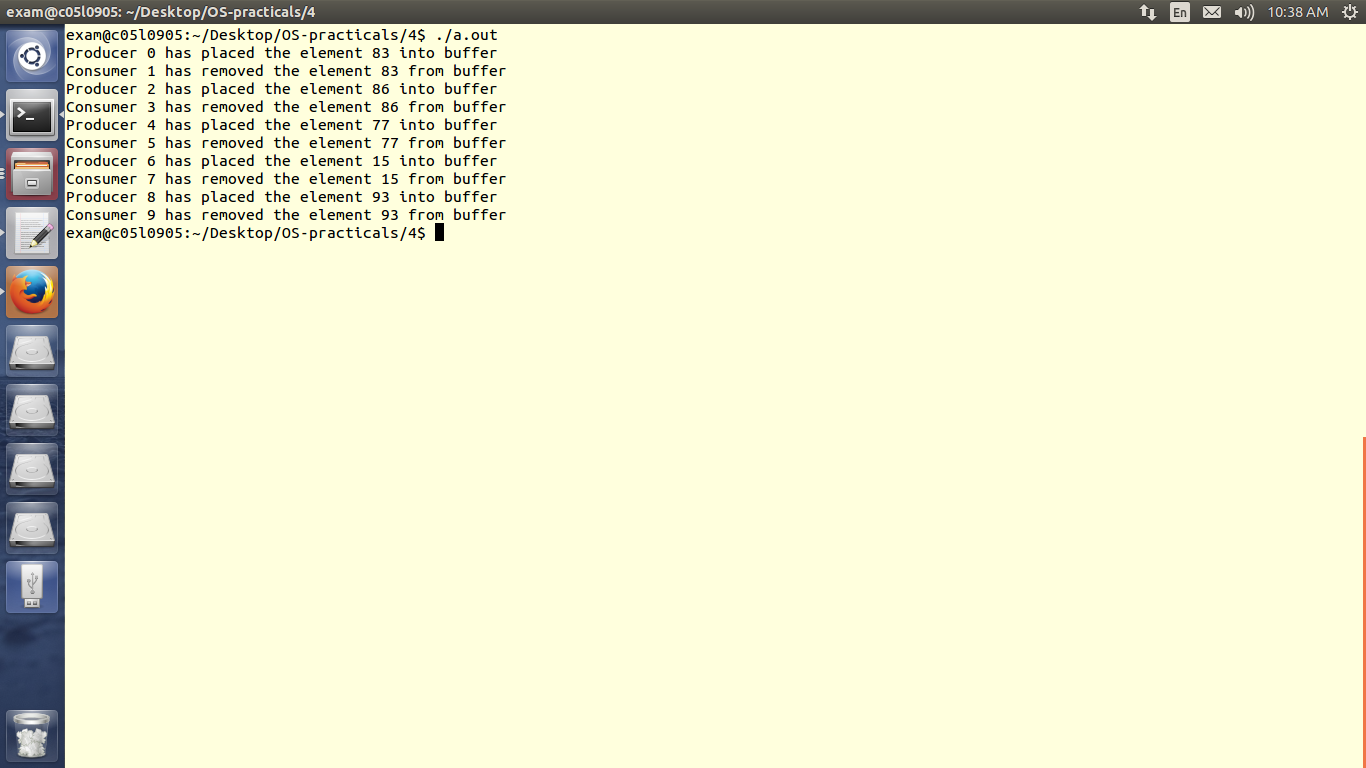 exam@c05l0905: ~/Desktop/OS-practicals/4
En
10:38 AM
exam@c05l0905:~/Desktop/OS-practicals/4$ ./a.out
Producer 0 has placed the element 83 into buffer
Consumer 1 has removed the element 83 from buffer
Producer 2 has placed the element 86 into buffer
Consumer 3 has removed the element 86 from buffer
Producer 4 has placed the element 77 into buffer
Consumer 5 has removed the element 77 from buffer
Producer 6 has placed the element 15 into buffer
Consumer 7 has removed the element 15 from buffer
Producer 8 has placed the element 93 into buffer
Consumer 9 has removed the element 93 from buffer
exam@c05l0905:~/Desktop/OS-practicals/4$